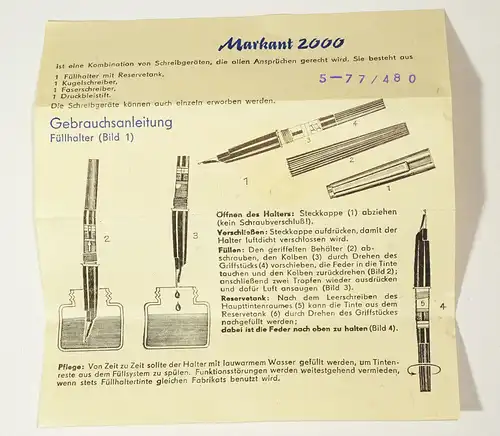 Markant 2000
ist eine Kombination von Schreibgeräten, die allen Ansprüchen gerecht wird. Sie besteht aus
1 Füllhalter mit Reservetank,
1 Kugelschreiber,
1 Faserschreiber,
1 Druckbleistift.
5-77/480
Die Schreibgeräte können auch einzeln erworben werden.
Gebrauchsanleitung
Füllhalter (Bild 1)
4
3
2
1
1
2
3
Öffnen des Halters: Steckkappe (1) abziehen
(kein Schraubverschluß!).
Verschließen: Steckkappe aufdrücken, damit der
Halter luftdicht verschlossen wird.
Füllen: Den geriffelten Behälter (2) ab-
schrauben, den Kolben (3) durch Drehen des
Griffstücks (4) vorschieben, die Feder in die Tinte
tauchen und den Kolben zurückdrehen (Bild 2);
anschließend zwei Tropfen wieder ausdrücken
und dafür Luft ansaugen (Bild 3).
Reservetank: Nach dem Leerschreiben des
Haupttintenraumes (5) kann die Tinte aus dem
Reservetank (6) durch Drehen des Griffstücks
nachgefüllt werden;
dabei ist die Feder nach oben zu halten (Bild 4).
5
4
6
Pflege: Von Zeit zu Zeit sollte der Halter mit lauwarmem Wasser gefüllt werden, um Tinten-
reste aus dem Füllsystem zu spülen. Funktionsstörungen werden weitestgehend vermieden,
wenn stets Füllhaltertinte gleichen Fabrikats benutzt wird.